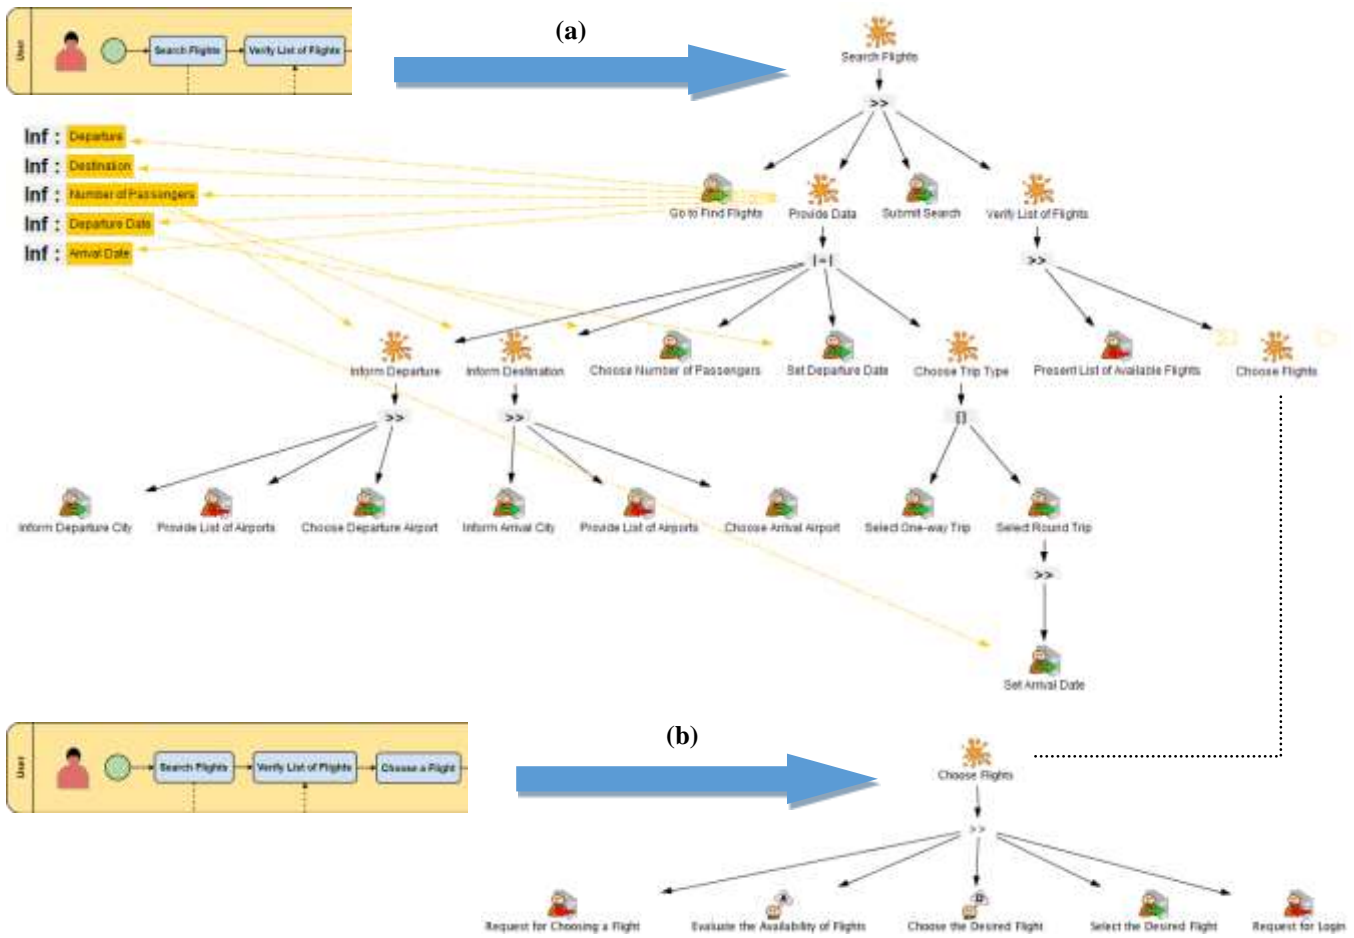 (a)
User
Search Flights
Verify List of Flights
Search Flights
>>
Inf : Departure
Inf : Destination
Inf : Number of Passengers
Inf : Departure Date
Inf : Arrival Date
Go to Find Flights
Provide Data
Submit Search
Verify List of Flights
|=|
>>
Inform Departure
Inform Destination
Choose Number of Passengers
Set Departure Date
Choose Trip Type
Present List of Available Flights
Choose Flights
>>
>>
[]
Inform Departure City
Provide List of Airports
Choose Departure Airport
Inform Arrival City
Provide List of Airports
Choose Arrival Airport
Select One-way Trip
Select Round Trip
>>
Set Arrival Date
(b)
User
Search Flights
Verify List of Flights
Choose a Flight
Choose Flights
>>
Request for Choosing a Flight
Evaluate the Availability of Flights
Choose the Desired Flight
Select the Desired Flight
Request for Login